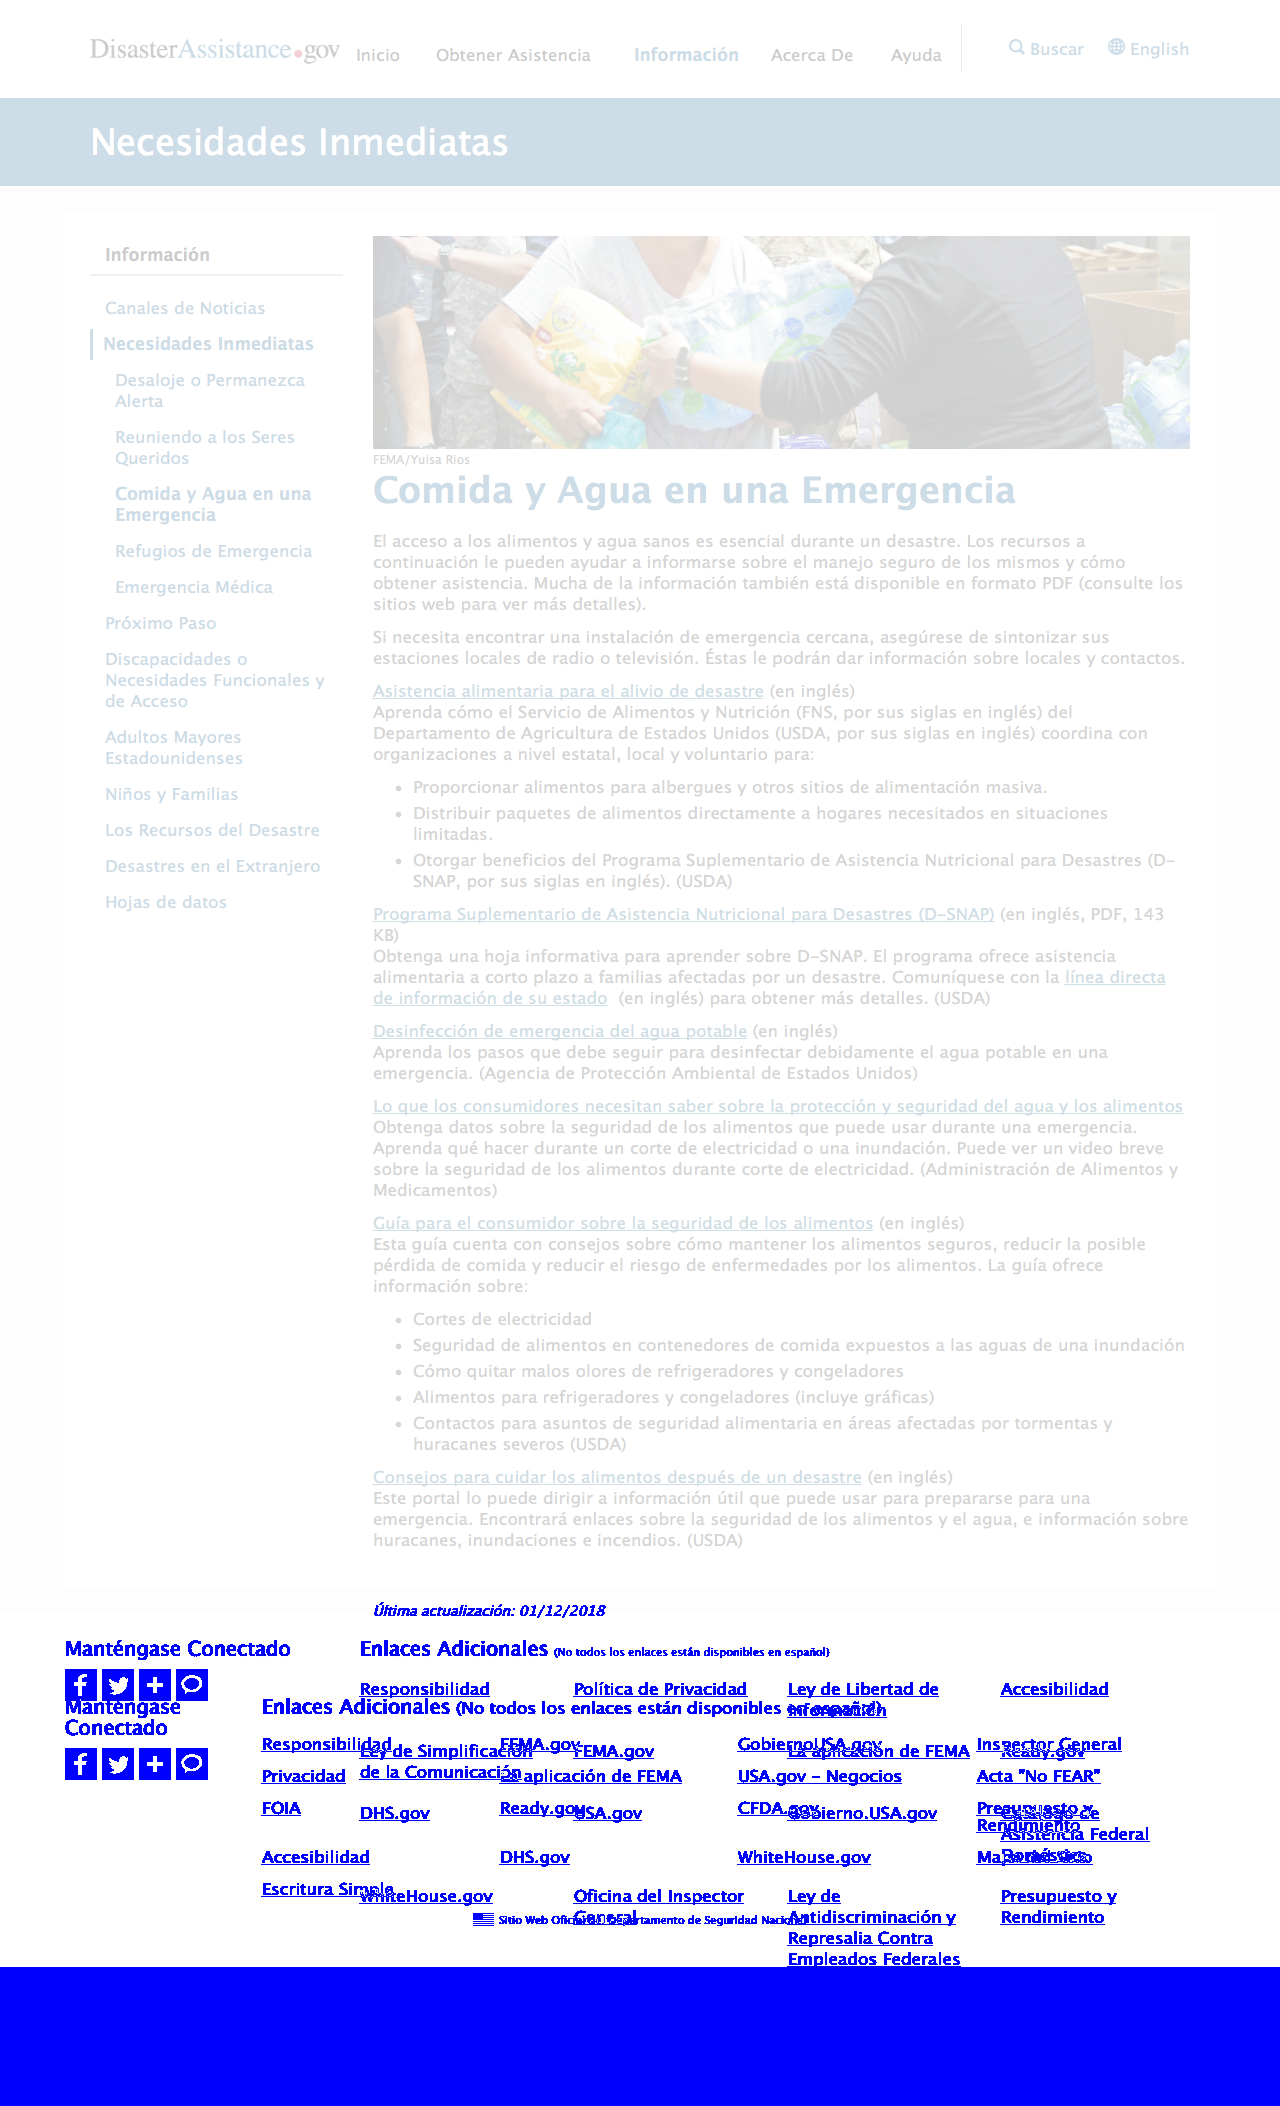 DisasterAssistance.gov Inicio Obtener Asistencia Información Acerca De Ayuda Buscar English
Necesidades Inmediatas
Información
Canales de Noticias
Necesidades Inmediatas
Desaloje o Permanezca
Alerta
Reuniendo a los Seres
Queridos
Comida y Agua en una
Emergencia
Refugios de Emergencia
Emergencia Médica
Próximo Paso
Discapacidades o
Necesidades Funcionales y
de Acceso
Adultos Mayores
Estadounidenses
Niños y Familias
Los Recursos del Desastre
Desastres en el Extranjero
Hojas de datos
FEMA/Yuisa Rios
Comida y Agua en una Emergencia
El acceso a los alimentos y agua sanos es esencial durante un desastre. Los recursos a
continuación le pueden ayudar a informarse sobre el manejo seguro de los mismos y cómo
obtener asistencia. Mucha de la información también está disponible en formato PDF (consulte los
sitios web para ver más detalles).
Si necesita encontrar una instalación de emergencia cercana, asegúrese de sintonizar sus
estaciones locales de radio o televisión. Éstas le podrán dar información sobre locales y contactos.
Asistencia alimentaria para el alivio de desastre (en inglés)
Aprenda cómo el Servicio de Alimentos y Nutrición (FNS, por sus siglas en inglés) del
Departamento de Agricultura de Estados Unidos (USDA, por sus siglas en inglés) coordina con
organizaciones a nivel estatal, local y voluntario para:
• Proporcionar alimentos para albergues y otros sitios de alimentación masiva.
• Distribuir paquetes de alimentos directamente a hogares necesitados en situaciones
limitadas.
• Otorgar beneficios del Programa Suplementario de Asistencia Nutricional para Desastres (D-
SNAP, por sus siglas en inglés). (USDA)
Programa Suplementario de Asistencia Nutricional para Desastres (D-SNAP) (en inglés, PDF, 143
KB)
Obtenga una hoja informativa para aprender sobre D-SNAP. El programa ofrece asistencia
alimentaria a corto plazo a familias afectadas por un desastre. Comuníquese con la línea directa
de información de su estado (en inglés) para obtener más detalles. (USDA)
Desinfección de emergencia del agua potable (en inglés)
Aprenda los pasos que debe seguir para desinfectar debidamente el agua potable en una
emergencia. (Agencia de Protección Ambiental de Estados Unidos)
Lo que los consumidores necesitan saber sobre la protección y seguridad del agua y los alimentos
Obtenga datos sobre la seguridad de los alimentos que puede usar durante una emergencia.
Aprenda qué hacer durante un corte de electricidad o una inundación. Puede ver un video breve
sobre la seguridad de los alimentos durante corte de electricidad. (Administración de Alimentos y
Medicamentos)
Guía para el consumidor sobre la seguridad de los alimentos (en inglés)
Esta guía cuenta con consejos sobre cómo mantener los alimentos seguros, reducir la posible
pérdida de comida y reducir el riesgo de enfermedades por los alimentos. La guía ofrece
información sobre:
• Cortes de electricidad
• Seguridad de alimentos en contenedores de comida expuestos a las aguas de una inundación
• Cómo quitar malos olores de refrigeradores y congeladores
• Alimentos para refrigeradores y congeladores (incluye gráficas)
• Contactos para asuntos de seguridad alimentaria en áreas afectadas por tormentas y
huracanes severos (USDA)
Consejos para cuidar los alimentos después de un desastre (en inglés)
Este portal lo puede dirigir a información útil que puede usar para prepararse para una
emergencia. Encontrará enlaces sobre la seguridad de los alimentos y el agua, e información sobre
huracanes, inundaciones e incendios. (USDA)
Última actualización: 01/12/2018
Manténgase Conectado
Enlaces Adicionales (No todos los enlaces están disponibles en español)
Responsibilidad Política de Privacidad Ley de Libertad de Accesibilidad
Información
Ley de Simplificación FEMA.gov La aplicación de FEMA Ready.gov
de la Comunicación
DHS.gov USA.gov Gobierno.USA.gov Catálogo de
Asistencia Federal
Doméstica
WhiteHouse.gov Oficina del Inspector Ley de Presupuesto y
General Antidiscriminación y Rendimiento
Represalia Contra
Empleados Federales
Manténgase
Conectado
Enlaces Adicionales (No todos los enlaces están disponibles en español)
Responsibilidad FEMA.gov GobiernoUSA.gov Inspector General
Privacidad La aplicación de FEMA USA.gov - Negocios Acta "No FEAR"
FOIA Ready.gov CFDA.gov Presupuesto y
Rendimiento
Accesibilidad DHS.gov WhiteHouse.gov Mapa del Sitio
Escritura Simple
Sitio Web Oficial del Departamento de Seguridad Nacional